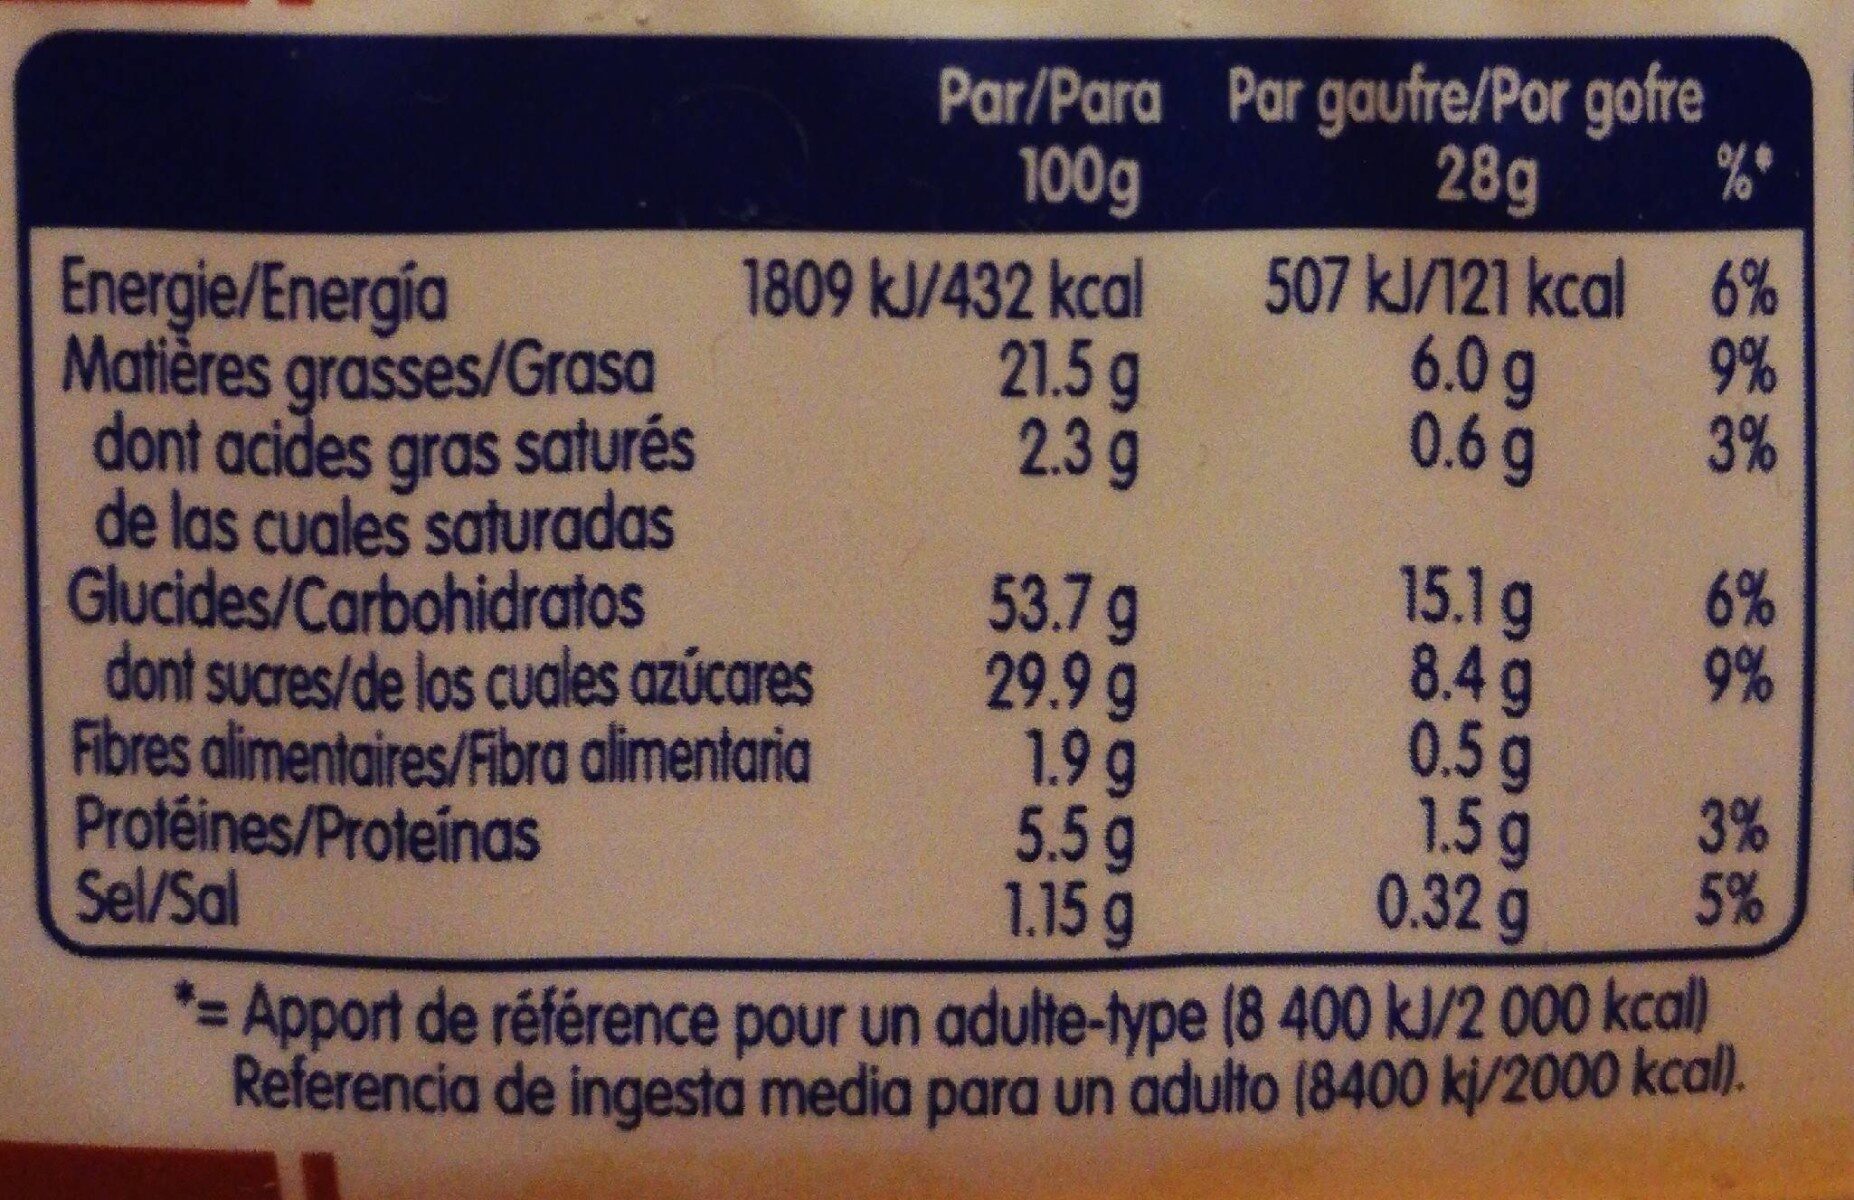 Par/Para Par gaufre/Por gofre
100g 28g %*
Energie/Energía 1809 kJ/432 kcal 507 kJ/121 kcal 6%
Matières grasses/Grasa 21.5 g 6.0 g 9%
dont acides gras saturés 2.3 g 0.6 g 3%
de las cuales saturadas
Glucides/Carbohidratos 53.7 g 15.1 g 6%
dont sucres/de los cuales azúcares 29.9 g 8.4 g 9%
Fibres alimentaires/Fibra alimentaria 1.9 g 0.5 g
Protéines/Proteínas 5.5 g 1.5 g 3%
Sel/Sal 1.15 g 0.32 g 5%
*= Apport de référence pour un adulte-type (8 400 kJ/2 000 kcal)
Referencia de ingesta media para un adulto (8400 kj/2000 kcal).